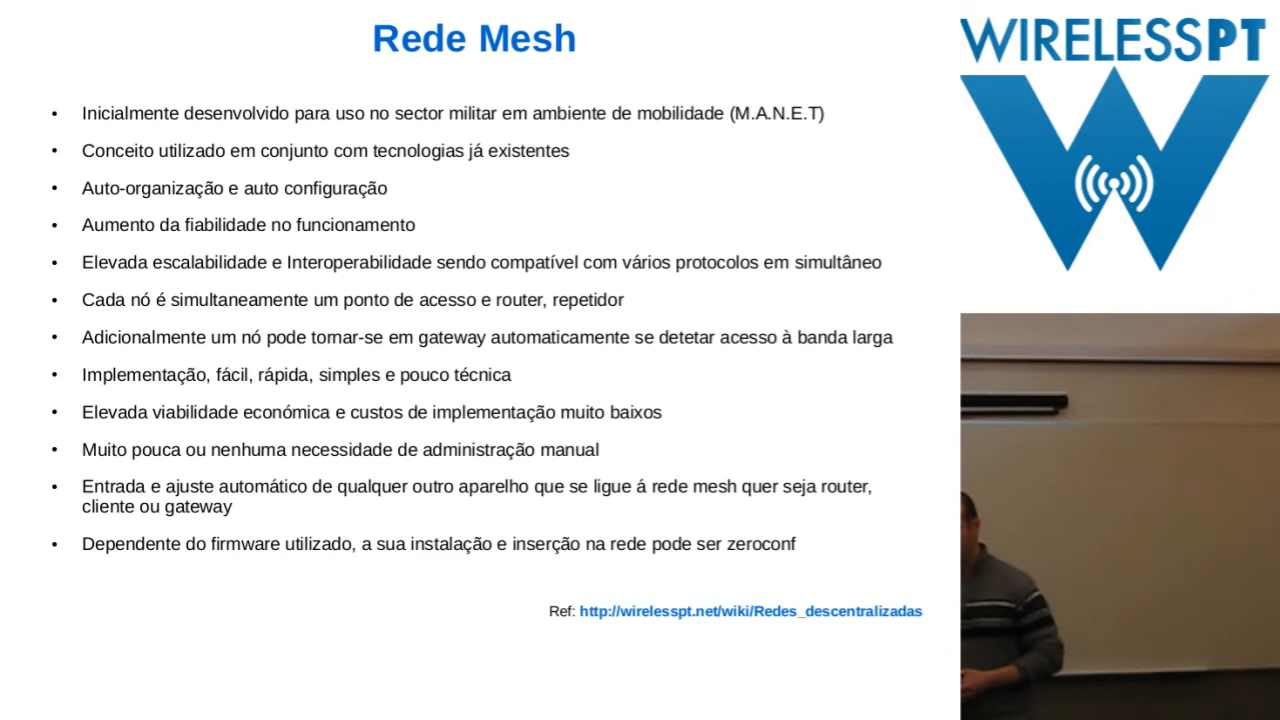 Rede Mesh
WIRELESSPT
• Inicialmente desenvolvido para uso no sector militar em ambiente de mobilidade (M.A.N.E.T)
• Conceito utilizado em conjunto com tecnologias já existentes
• Auto-organização e auto configuração
• Aumento da fiabilidade no funcionamento
• Elevada escalabilidade e Interoperabilidade sendo compatível com vários protocolos em simultâneo
• Cada nó é simultaneamente um ponto de acesso e router, repetidor
• Adicionalmente um nó pode tornar-se em gateway automaticamente se detetar acesso à banda larga
• Implementação, fácil, rápida, simples e pouco técnica
• Elevada viabilidade económica e custos de implementação muito baixos
• Muito pouca ou nenhuma necessidade de administração manual
• Entrada e ajuste automático de qualquer outro aparelho que se ligue á rede mesh quer seja router,
cliente ou gateway
• Dependente do firmware utilizado, a sua instalação e inserção na rede pode ser zeroconf
Ref: http://wirelesspt.net/wiki/Redes_descentralizadas